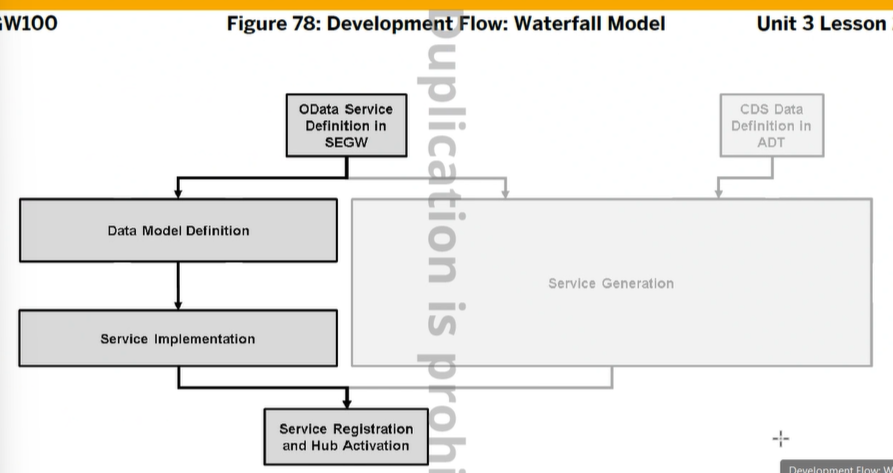 GW100 Figure 78: Development Flow: Waterfall Model Unit 3 Lesson
OData Service
Definition in
SEGW
CDS Data
Definition in
ADT
Data Model Definition
Service Generation
Service Implementation
Service Registration
and Hub Activation
Duplication is prohi
Development Flow: W